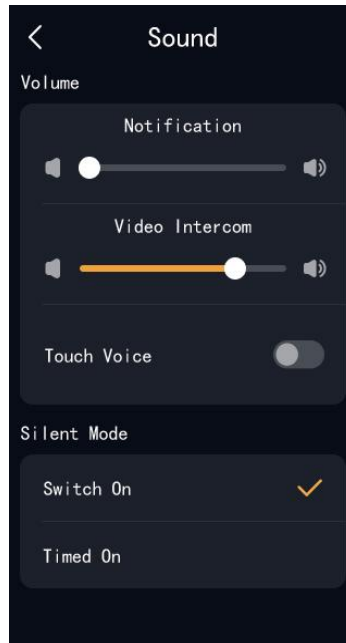 Sound
Volume
Notification
Video Intercom
Touch Voice
Silent Mode
Switch On
Timed On